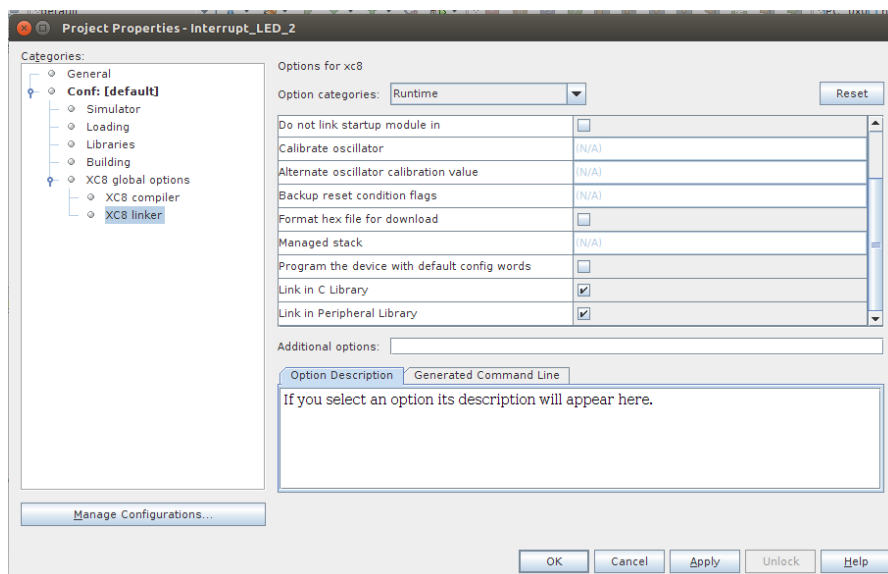 Project Properties - Interrupt_LED_2
Categories:
General
Conf: [default]
Simulator
Loading
Libraries
Building
XC8 global options
XC8 compiler
XC8 linker
Manage Configurations...
Options for xc8
Option categories: Runtime Reset
Do not link startup module in
Calibrate oscillator (N/A)
Alternate oscillator calibration value (N/A)
Backup reset condition flags (N/A)
Format hex file for download
Managed stack (N/A)
Program the device with default config words
Link in C Library
Link in Peripheral Library
Additional options:
Option Description Generated Command Line
If you select an option its description will appear here.
OK Cancel Apply Unlock Help